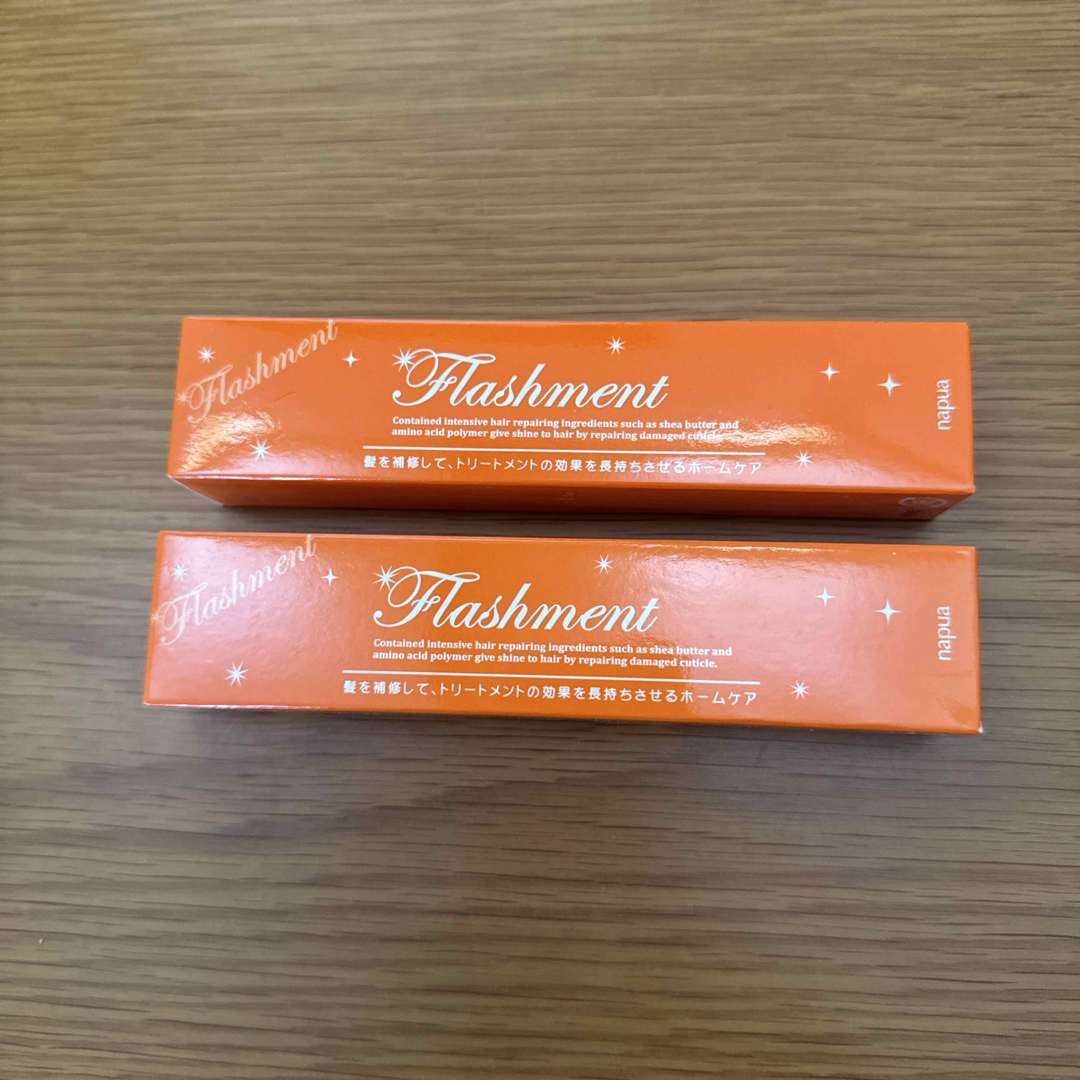 Flashment
Flashment
Contained intensive hair repairing ingredients such as shea butter and
amino acid polymer give shine to hair by repairing damaged cuticle.
髪を補修して、トリートメントの効果を長持ちさせるホームケア
napua
Flashment
Flashment
Contained intensive hair repairing ingredients such as shea butter and
amino acid polymer give shine to hair by repairing damaged cuticle.
髪を補修して、トリートメントの効果を長持ちさせるホームケア
napua